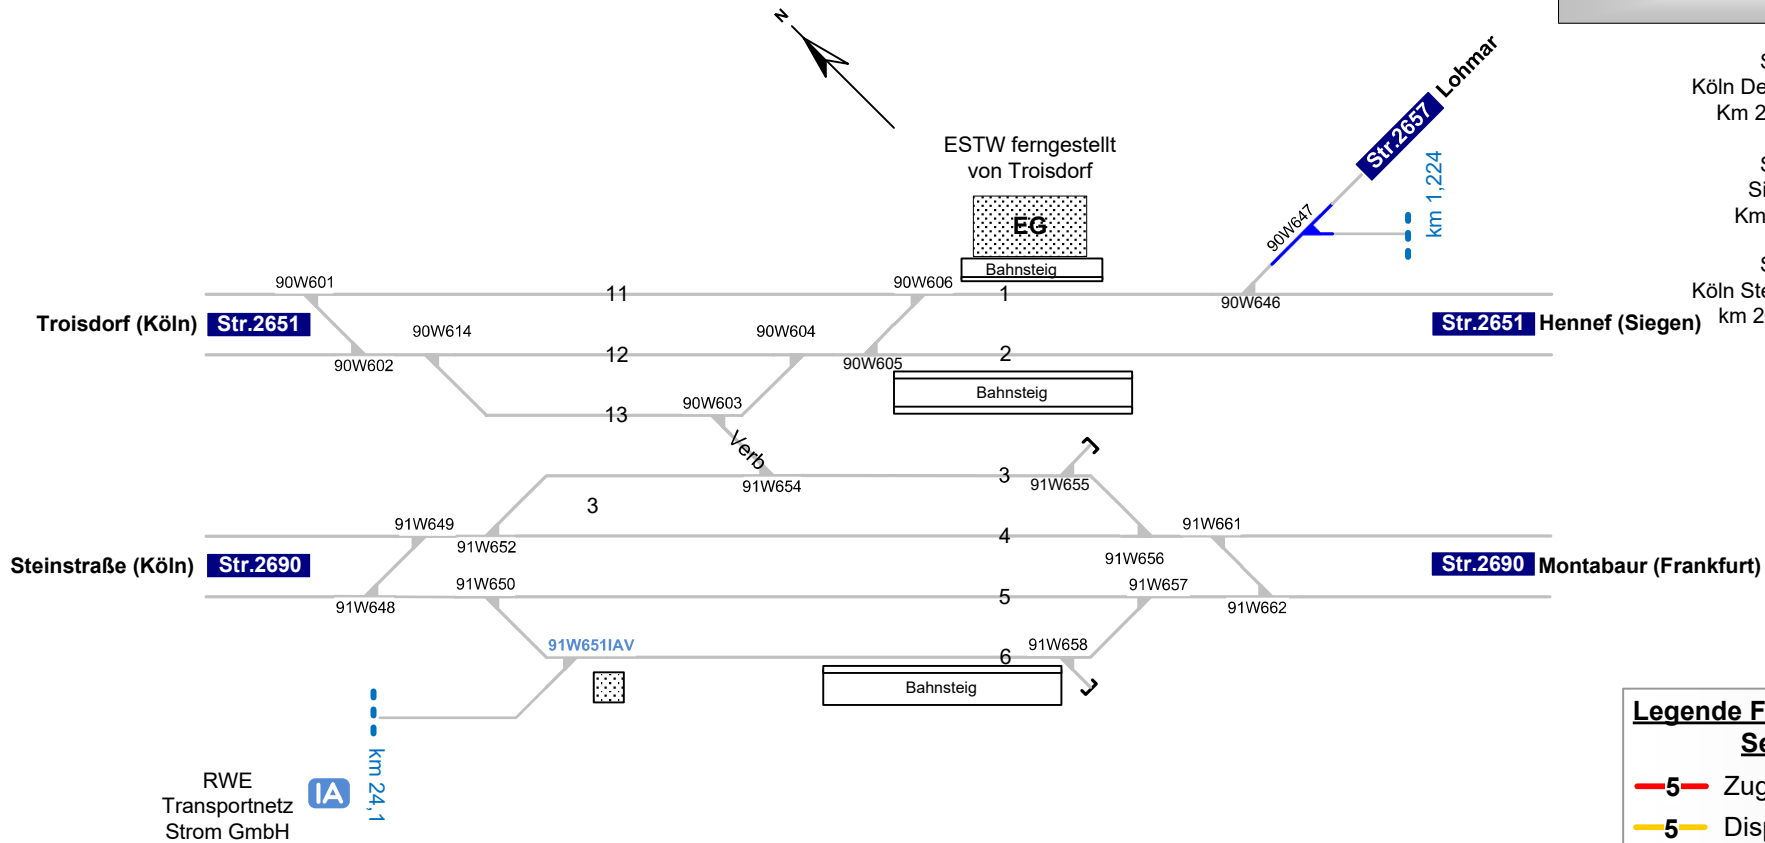 N
Lohmar
Str.2657
km 1,224
ESTW ferngestellt
von Troisdorf
EG
Bahnsteig
90W647
90W601
11
90W606
1
90W646
Troisdorf (Köln)
Str.2651
90W614
90W604
Str.2651
Hennef (Siegen)
90W602
12
90W605
2
Bahnsteig
13
90W603
Verb
91W654
3
91W655
3
91W649
91W652
4
91W661
91W656
Steinstraße (Köln)
Str.2690
91W650
91W657
Str.2690
Montabaur (Frankfurt)
91W648
5
91W662
91W651IAV
91W658
6
Bahnsteig
km 24,1
RWE
Transportnetz
Strom GmbH
IA
S
Köln De
Km 2
S
Si
Km
S
Köln Ste
km 2
Legende F
Se
5 Zug
5 Disp